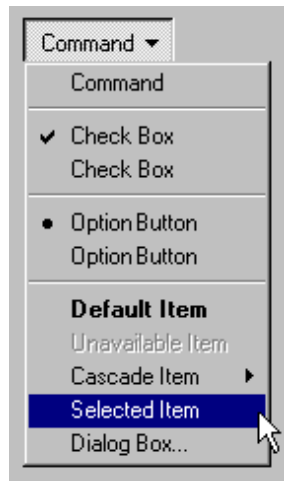 Command
Command
Check Box
Check Box
Option Button
Option Button
Default Item
Unavailable Item
Cascade Item
Selected Item
Dialog Box...